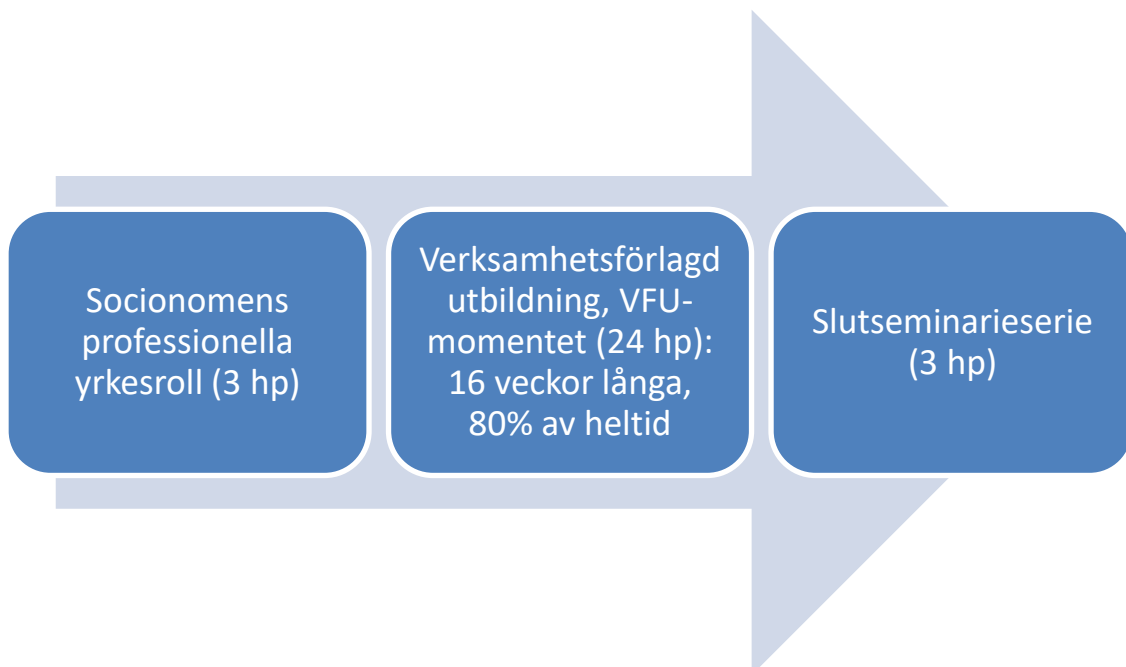 Socionomens
professionella
yrkesroll (3 hp)
Verksamhetsförlagd
utbildning, VFU-
momentet (24 hp):
16 veckor långa,
80% av heltid
Slutseminarieserie
(3 hp)